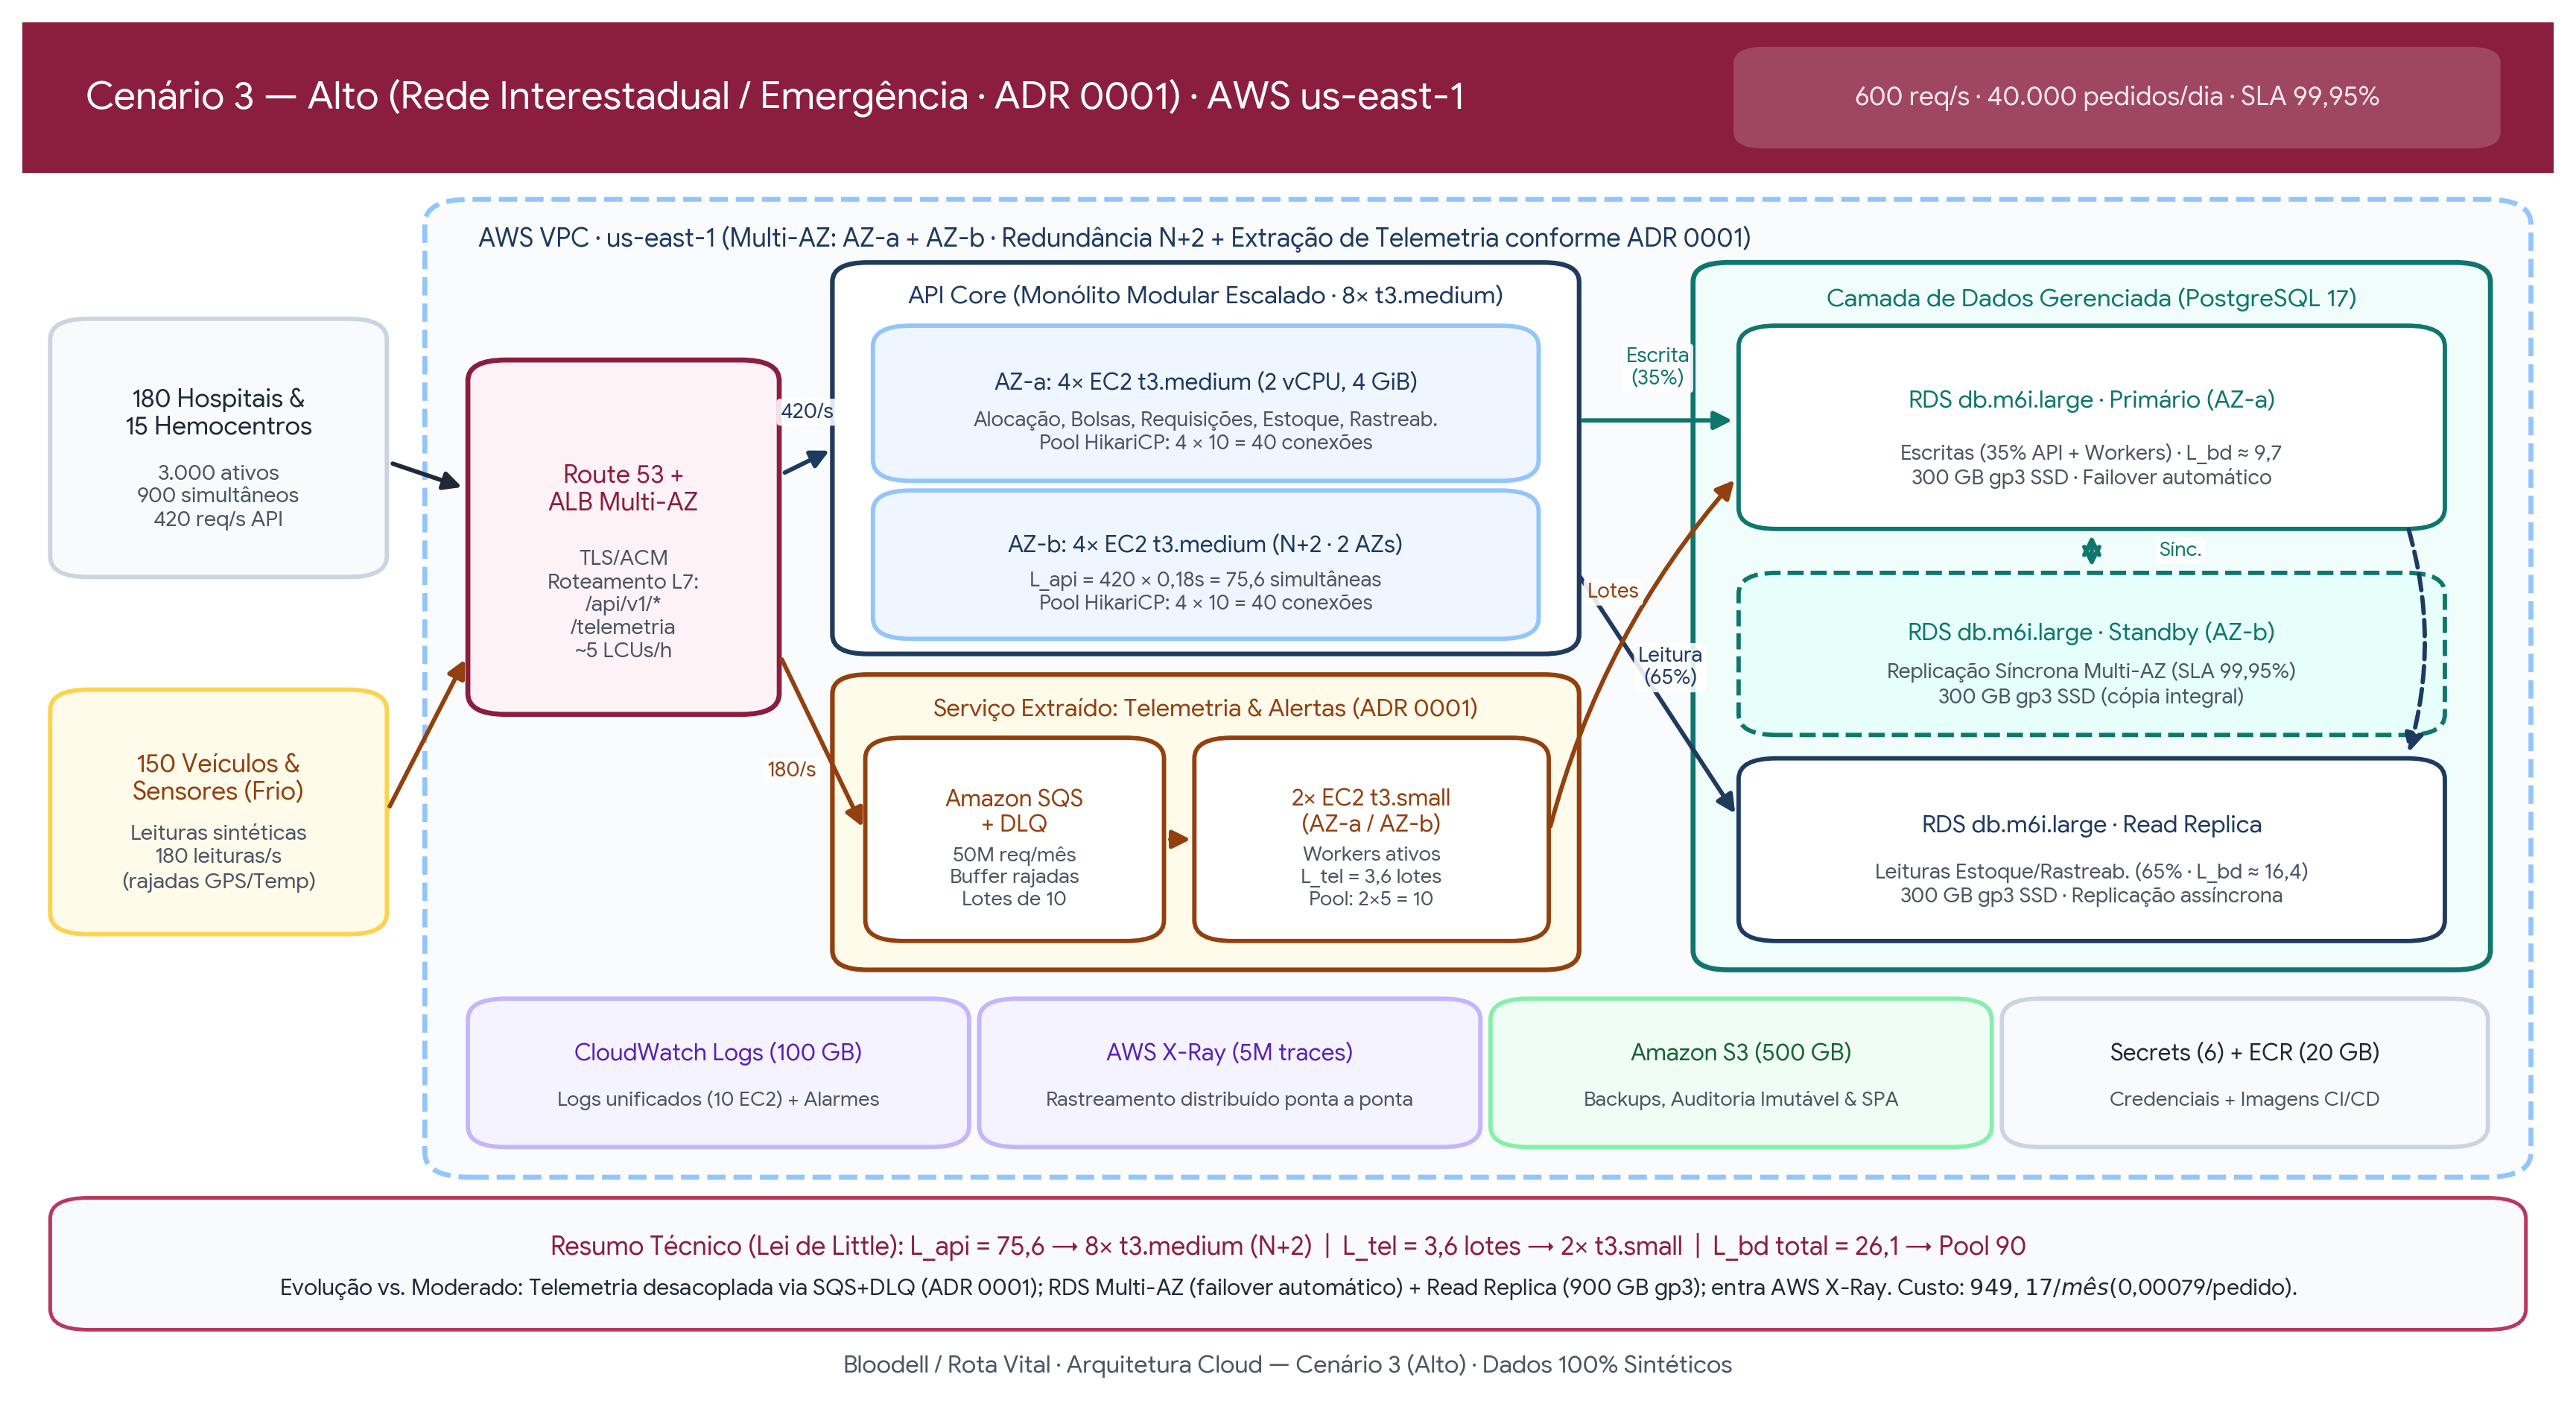 Cenário 3 — Alto (Rede Interestadual / Emergência · ADR 0001) · AWS us-east-1
600 req/s · 40.000 pedidos/dia · SLA 99,95%
AWS VPC · us-east-1 (Multi-AZ: AZ-a + AZ-b · Redundância N+2 + Extração de Telemetria conforme ADR 0001)
180 Hospitais &
15 Hemocentros
3.000 ativos
900 simultâneos
420 req/s API
150 Veículos &
Sensores (Frio)
Leituras sintéticas
180 leituras/s
(rajadas GPS/Temp)
Route 53 +
ALB Multi-AZ
TLS/ACM
Roteamento L7:
/api/v1/*
/telemetria
~5 LCUs/h
420/s
180/s
API Core (Monólito Modular Escalado · 8× t3.medium)
AZ-a: 4× EC2 t3.medium (2 vCPU, 4 GiB)
Alocação, Bolsas, Requisições, Estoque, Rastreab.
Pool HikariCP: 4 × 10 = 40 conexões
AZ-b: 4× EC2 t3.medium (N+2 · 2 AZs)
L_api = 420 × 0,18s = 75,6 simultâneas
Pool HikariCP: 4 × 10 = 40 conexões
Serviço Extraído: Telemetria & Alertas (ADR 0001)
Amazon SQS
+ DLQ
50M req/mês
Buffer rajadas
Lotes de 10
2× EC2 t3.small
(AZ-a / AZ-b)
Workers ativos
L_tel = 3,6 lotes
Pool: 2×5 = 10
Escrita
(35%)
Lotes
Leitura
(65%)
Camada de Dados Gerenciada (PostgreSQL 17)
RDS db.m6i.large · Primário (AZ-a)
Escritas (35% API + Workers) · L_bd ≈ 9,7
300 GB gp3 SSD · Failover automático
Sínc.
RDS db.m6i.large · Standby (AZ-b)
Replicação Síncrona Multi-AZ (SLA 99,95%)
300 GB gp3 SSD (cópia integral)
RDS db.m6i.large · Read Replica
Leituras Estoque/Rastreab. (65% · L_bd ≈ 16,4)
300 GB gp3 SSD · Replicação assíncrona
CloudWatch Logs (100 GB)
Logs unificados (10 EC2) + Alarmes
AWS X-Ray (5M traces)
Rastreamento distribuído ponta a ponta
Amazon S3 (500 GB)
Backups, Auditoria Imutável & SPA
Secrets (6) + ECR (20 GB)
Credenciais + Imagens CI/CD
Resumo Técnico (Lei de Little): L_api = 75,6 → 8× t3.medium (N+2) | L_tel = 3,6 lotes → 2× t3.small | L_bd total = 26,1 → Pool 90
Evolução vs. Moderado: Telemetria desacoplada via SQS+DLQ (ADR 0001); RDS Multi-AZ (failover automático) + Read Replica (900 GB gp3); entra AWS X-Ray. Custo: 949, 17/mês(0,00079/pedido).
Bloodell / Rota Vital · Arquitetura Cloud — Cenário 3 (Alto) · Dados 100% Sintéticos